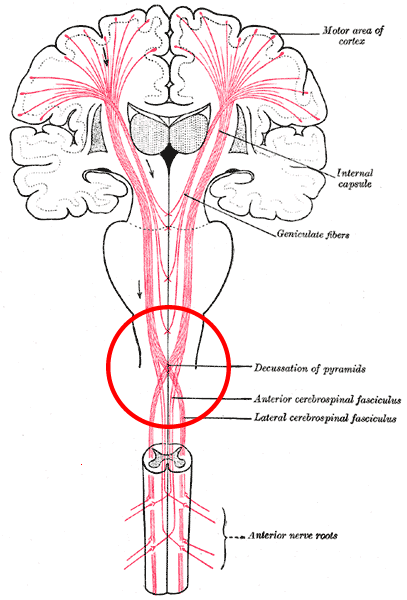 Motor area of
cortex
Internal
capsule
Geniculate fibers
Decussation of pyramids
Anterior cerebrospinal fasciculus
Lateral cerebrospinal fasciculus
Anterior nerve roots